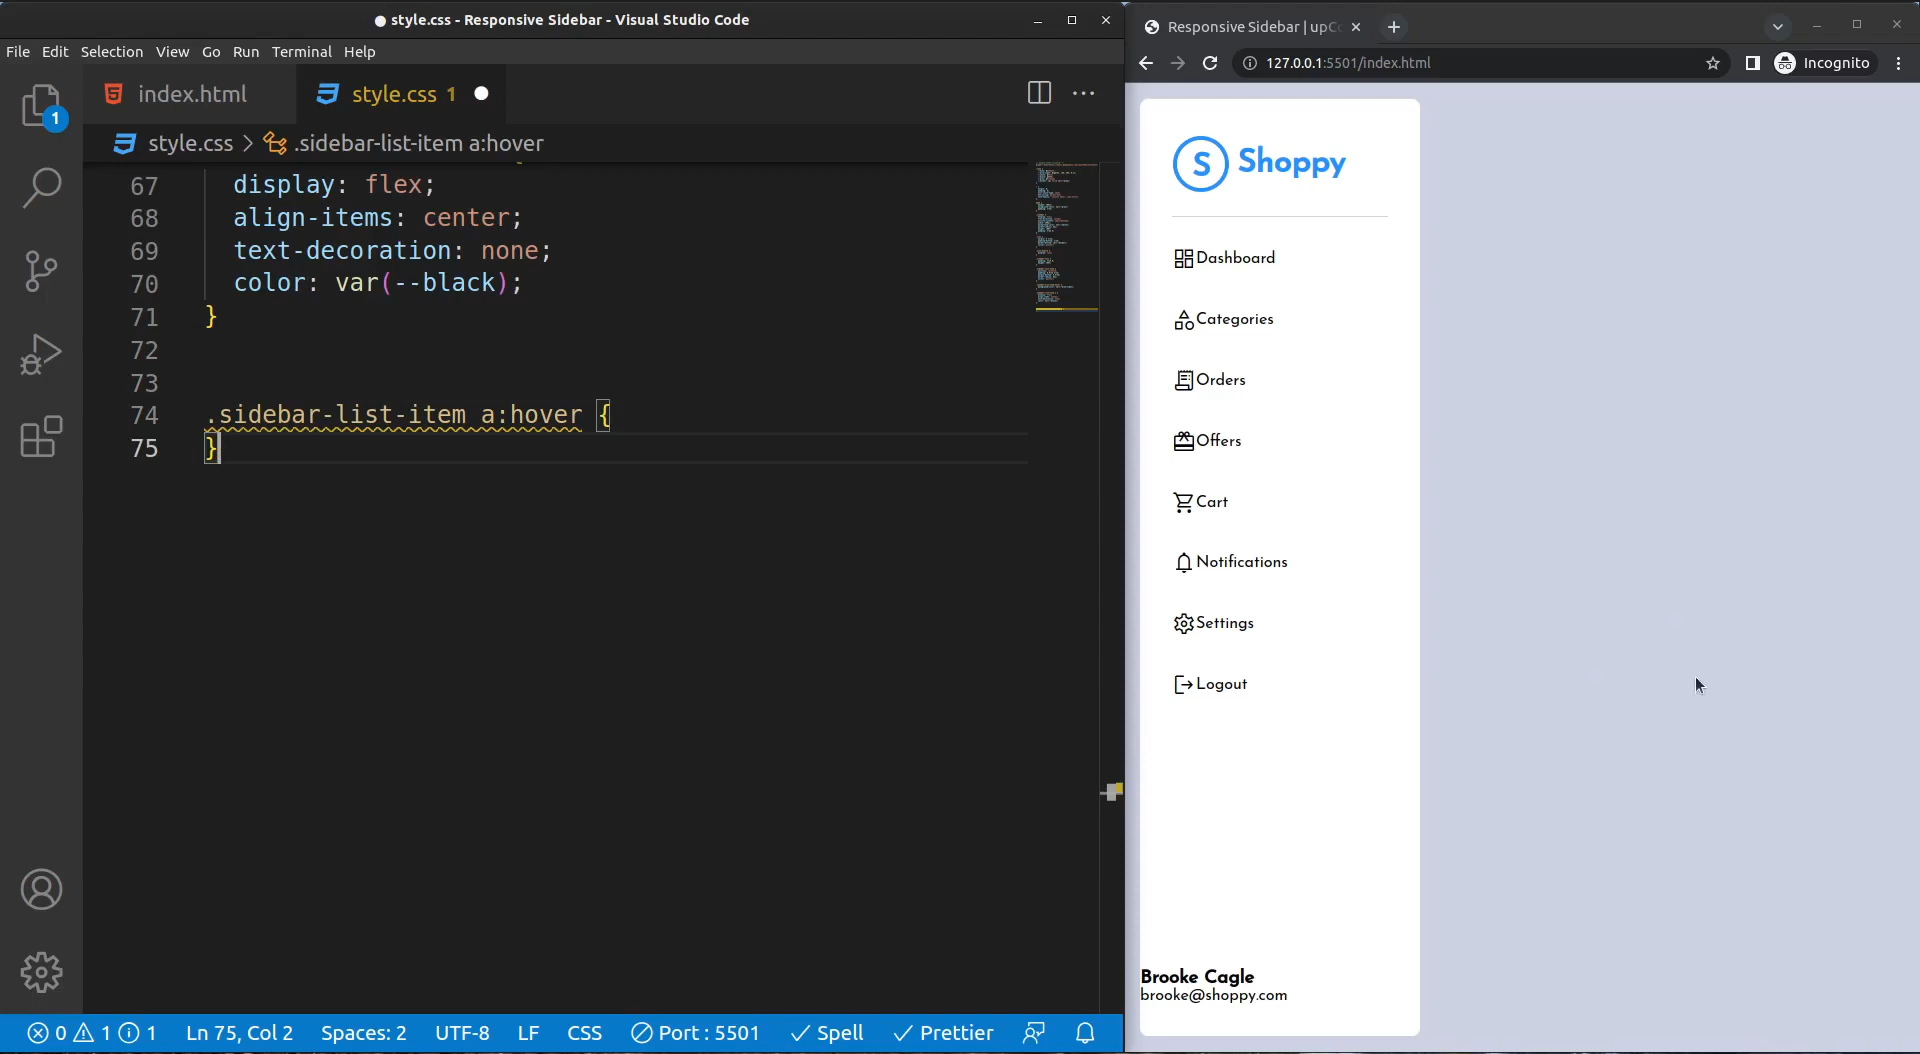 style.css - Responsive Sidebar - Visual Studio Code
File Edit Selection View Go Run Terminal Help
index.html
style.css 1
style.css > .sidebar-list-item a:hover
67 display: flex;
68 align-items: center;
69 text-decoration: none;
70 color: var(--black);
71 }
72
73
74 .sidebar-list-item a:hover {
75 }
1
0 1 1 Ln 75, Col 2 Spaces: 2 UTF-8 LF CSS Port : 5501 Spell Prettier
Responsive Sidebar | upC
127.0.0.1:5501/index.html
Incognito
S Shoppy
Dashboard
Categories
Orders
Offers
Cart
Notifications
Settings
Logout
Brooke Cagle
brooke@shoppy.com